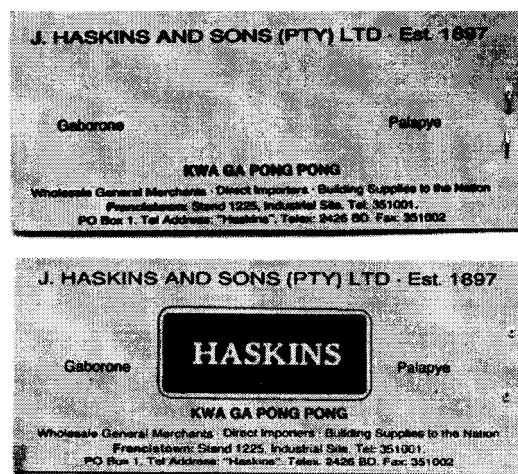 J. HASKINS AND SONS (PTY) LTD - Est. 1897
Gaborone Palapye
KWA GA PONG PONG
Wholesale General Merchants · Direct Importers · Building Supplies to the Nation
Francistown: Stand 1225, Industrial Site, Tel: 351001.
PO Box 1. Tel Address: "Haskins". Telex: 2426 BD. Fax: 351002
J. HASKINS AND SONS (PTY) LTD - Est. 1897
Gaborone HASKINS Palapye
KWA GA PONG PONG
Wholesale General Merchants · Direct Importers · Building Supplies to the Nation
Francistown: Stand 1225, Industrial Site, Tel: 351001.
PO Box 1. Tel Address: "Haskins". Telex: 2426 BD. Fax: 351002